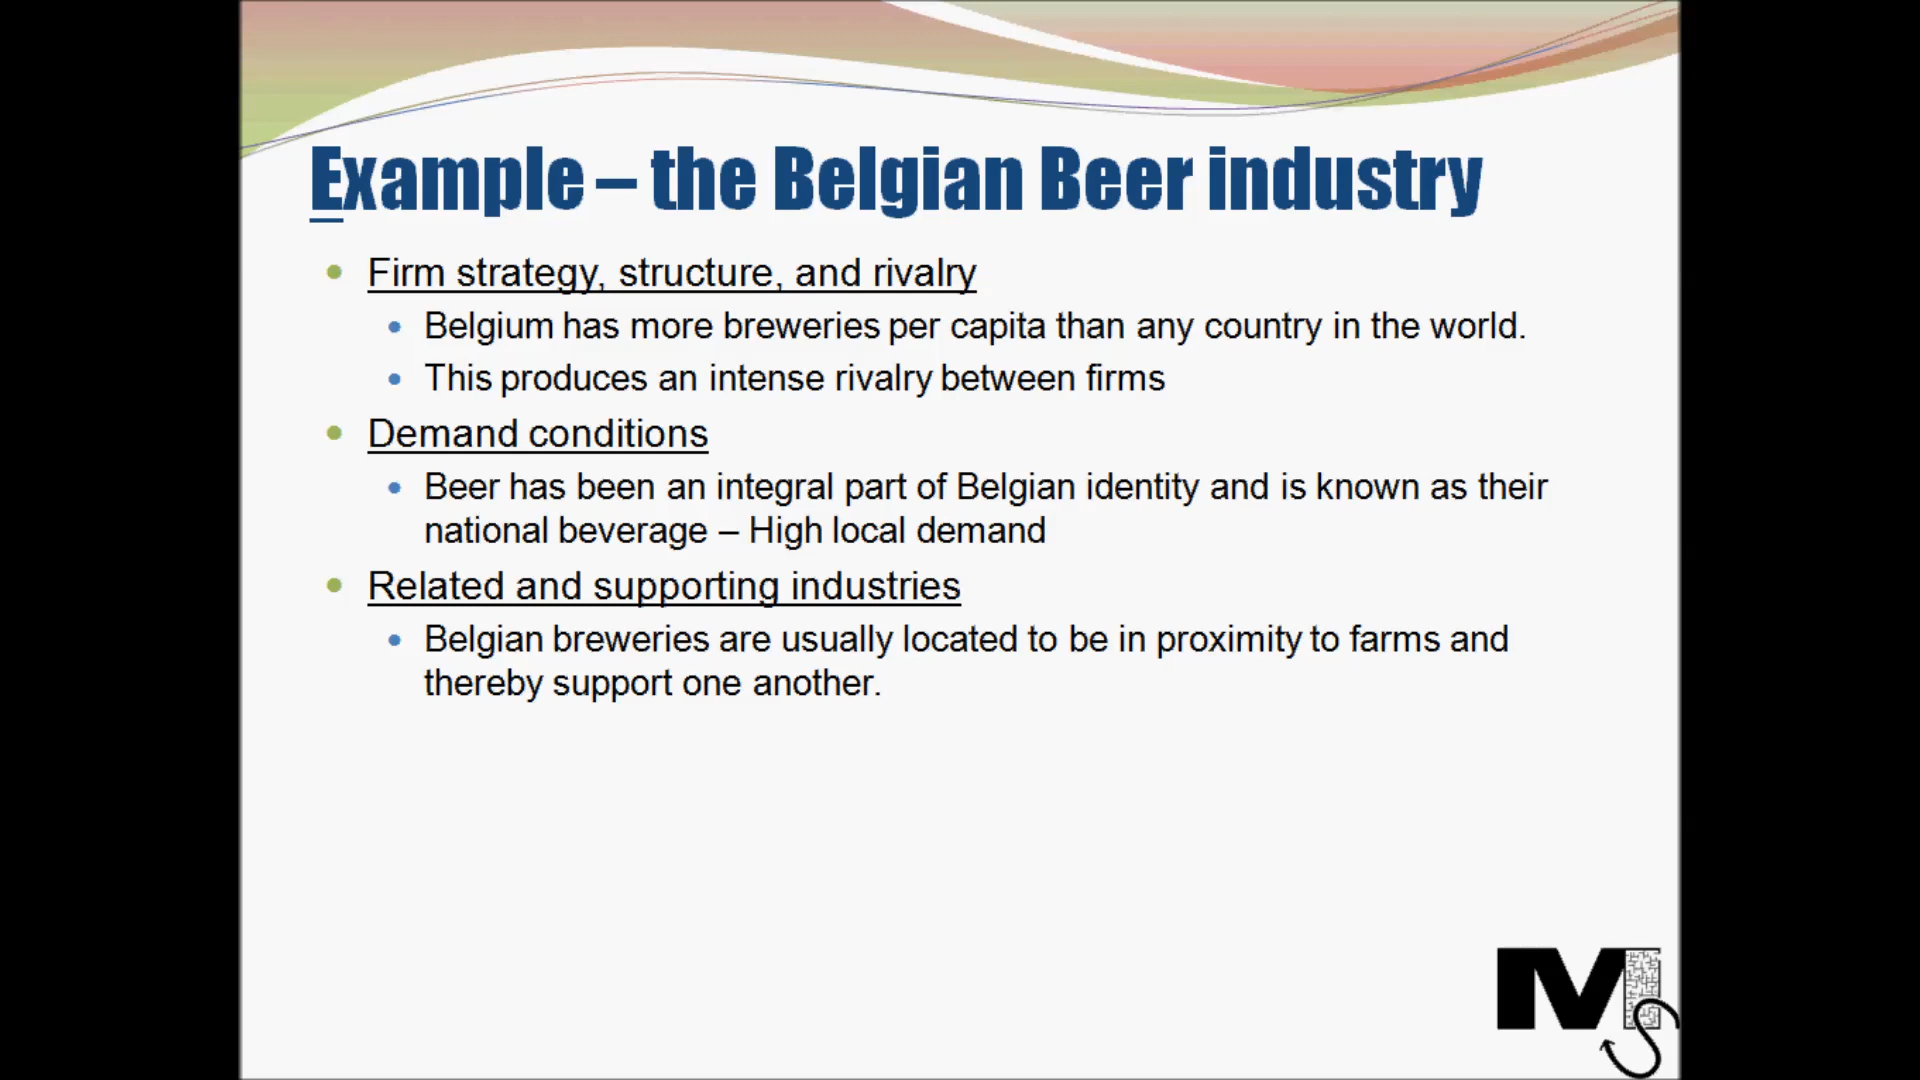 Example – the Belgian Beer industry
Firm strategy, structure, and rivalry
Belgium has more breweries per capita than any country in the world.
This produces an intense rivalry between firms
Demand conditions
Beer has been an integral part of Belgian identity and is known as their
national beverage – High local demand
Related and supporting industries
Belgian breweries are usually located to be in proximity to farms and
thereby support one another.
M
S